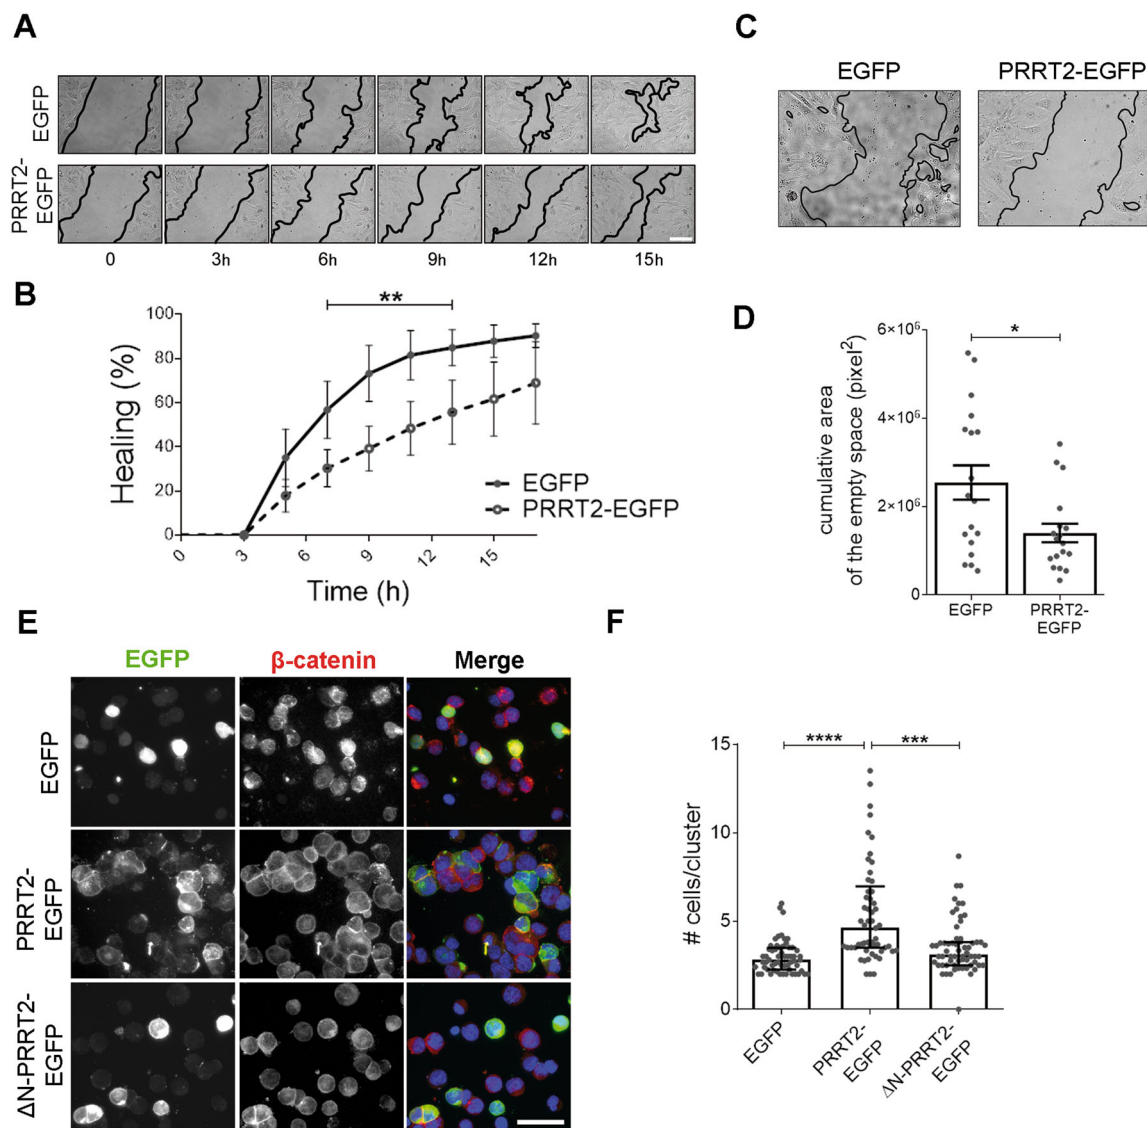 A
EGFP
PRRT2-
EGFP
0
3h
6h
9h
12h
15h
B
**
100
80
60
40
20
0
Healing (%)
0
3
6
9
12
15
Time (h)
EGFP
PRRT2-EGFP
C
EGFP
PRRT2-EGFP
D
*
6×10⁶
4×10⁶
2×10⁶
0
cumulative area
of the empty space (pixel²)
EGFP
PRRT2-
EGFP
E
EGFP
β-catenin
Merge
EGFP
PRRT2-
EGFP
ΔN-PRRT2-
EGFP
F
****
***
15
10
5
0
# cells/cluster
EGFP
PRRT2-
EGFP
ΔN-PRRT2-
EGFP